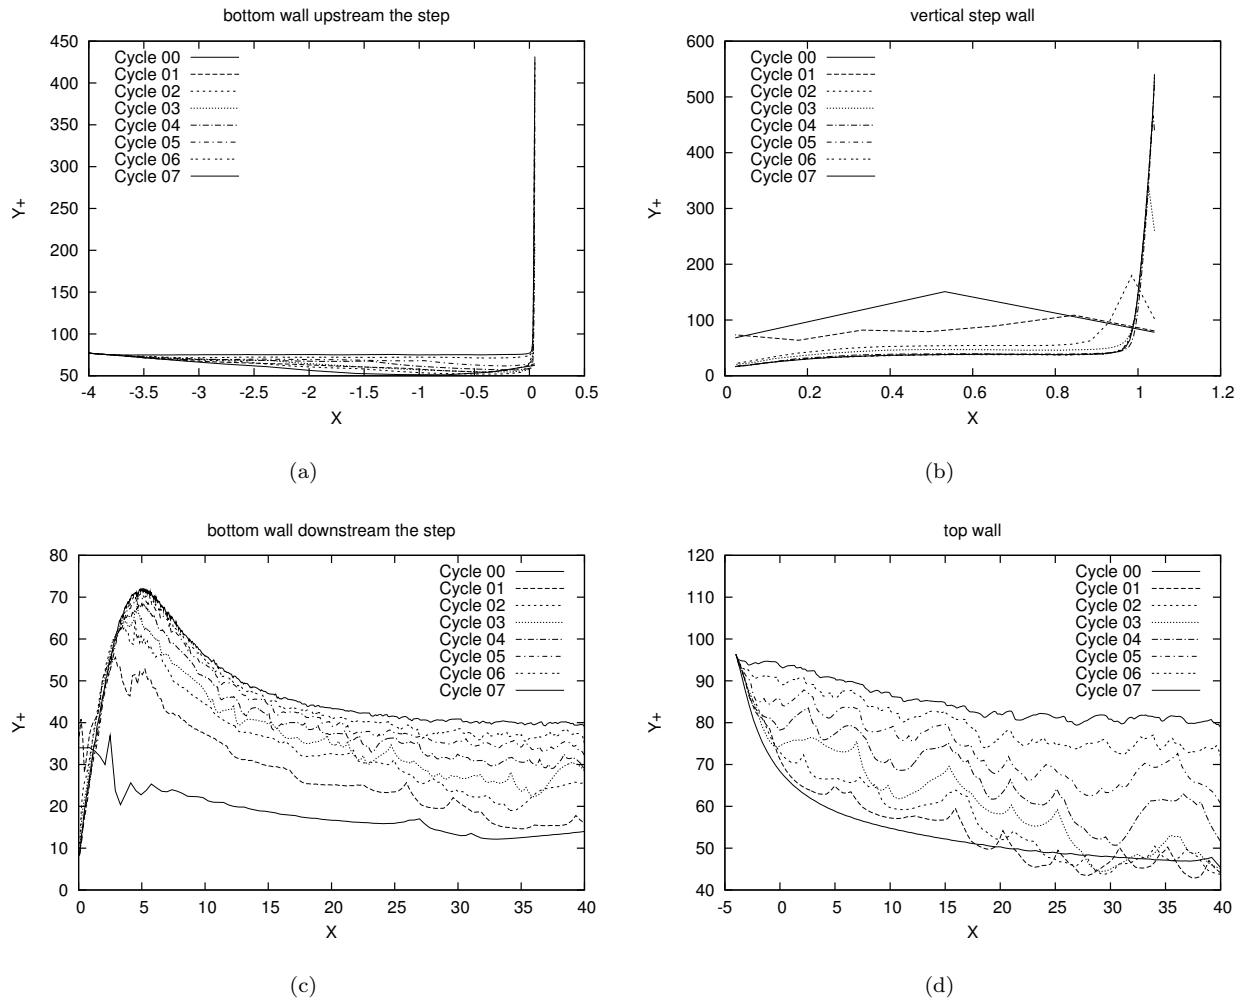 bottom wall upstream the step
Y+
450
400
350
300
250
200
150
100
50
Cycle 00
Cycle 01
Cycle 02
Cycle 03
Cycle 04
Cycle 05
Cycle 06
Cycle 07
-4 -3.5 -3 -2.5 -2 -1.5 -1 -0.5 0 0.5
X
(a)
vertical step wall
Y+
600
500
400
300
200
100
0
Cycle 00
Cycle 01
Cycle 02
Cycle 03
Cycle 04
Cycle 05
Cycle 06
Cycle 07
0 0.2 0.4 0.6 0.8 1 1.2
X
(b)
bottom wall downstream the step
Y+
80
70
60
50
40
30
20
10
0
Cycle 00
Cycle 01
Cycle 02
Cycle 03
Cycle 04
Cycle 05
Cycle 06
Cycle 07
0 5 10 15 20 25 30 35 40
X
(c)
top wall
Y+
120
110
100
90
80
70
60
50
40
Cycle 00
Cycle 01
Cycle 02
Cycle 03
Cycle 04
Cycle 05
Cycle 06
Cycle 07
-5 0 5 10 15 20 25 30 35 40
X
(d)